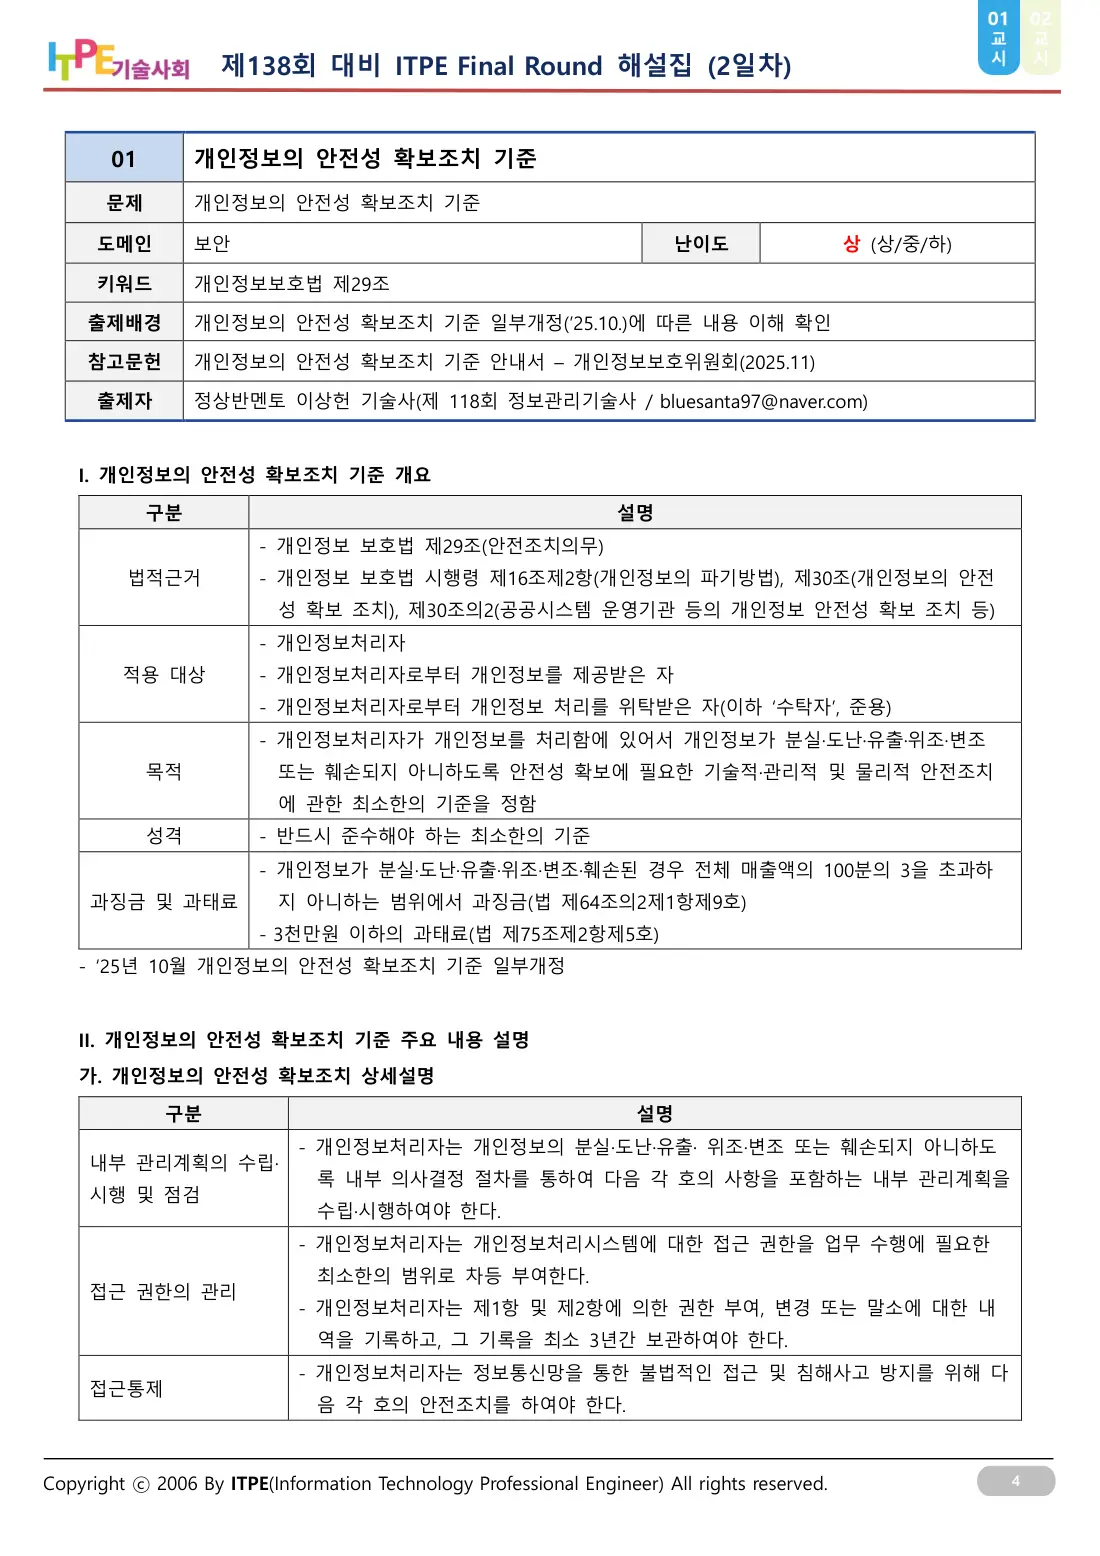 ITPE기술사회 제138회 대비 ITPE Final Round 해설집 (2일차)
01 교시
02 교시
01 개인정보의 안전성 확보조치 기준
문제 개인정보의 안전성 확보조치 기준
도메인 보안 난이도 상 (상/중/하)
키워드 개인정보보호법 제29조
출제배경 개인정보의 안전성 확보조치 기준 일부개정('25.10.)에 따른 내용 이해 확인
참고문헌 개인정보의 안전성 확보조치 기준 안내서 – 개인정보보호위원회(2025.11)
출제자 정상반멘토 이상헌 기술사(제 118회 정보관리기술사 / bluesanta97@naver.com)
I. 개인정보의 안전성 확보조치 기준 개요
구분 설명
법적근거
- 개인정보 보호법 제29조(안전조치의무)
- 개인정보 보호법 시행령 제16조제2항(개인정보의 파기방법), 제30조(개인정보의 안전
성 확보 조치), 제30조의2(공공시스템 운영기관 등의 개인정보 안전성 확보 조치 등)
적용 대상
- 개인정보처리자
- 개인정보처리자로부터 개인정보를 제공받은 자
- 개인정보처리자로부터 개인정보 처리를 위탁받은 자(이하 '수탁자', 준용)
목적
- 개인정보처리자가 개인정보를 처리함에 있어서 개인정보가 분실·도난·유출·위조·변조
또는 훼손되지 아니하도록 안전성 확보에 필요한 기술적·관리적 및 물리적 안전조치
에 관한 최소한의 기준을 정함
성격 - 반드시 준수해야 하는 최소한의 기준
과징금 및 과태료
- 개인정보가 분실·도난·유출·위조·변조·훼손된 경우 전체 매출액의 100분의 3을 초과하
지 아니하는 범위에서 과징금(법 제64조의2제1항제9호)
- 3천만원 이하의 과태료(법 제75조제2항제5호)
- '25년 10월 개인정보의 안전성 확보조치 기준 일부개정
II. 개인정보의 안전성 확보조치 기준 주요 내용 설명
가. 개인정보의 안전성 확보조치 상세설명
구분 설명
내부 관리계획의 수립·
시행 및 점검
- 개인정보처리자는 개인정보의 분실·도난·유출· 위조·변조 또는 훼손되지 아니하도
록 내부 의사결정 절차를 통하여 다음 각 호의 사항을 포함하는 내부 관리계획을
수립·시행하여야 한다.
접근 권한의 관리
- 개인정보처리자는 개인정보처리시스템에 대한 접근 권한을 업무 수행에 필요한
최소한의 범위로 차등 부여한다.
- 개인정보처리자는 제1항 및 제2항에 의한 권한 부여, 변경 또는 말소에 대한 내
역을 기록하고, 그 기록을 최소 3년간 보관하여야 한다.
접근통제
- 개인정보처리자는 정보통신망을 통한 불법적인 접근 및 침해사고 방지를 위해 다
음 각 호의 안전조치를 하여야 한다.
Copyright ⓒ 2006 By ITPE(Information Technology Professional Engineer) All rights reserved.
4